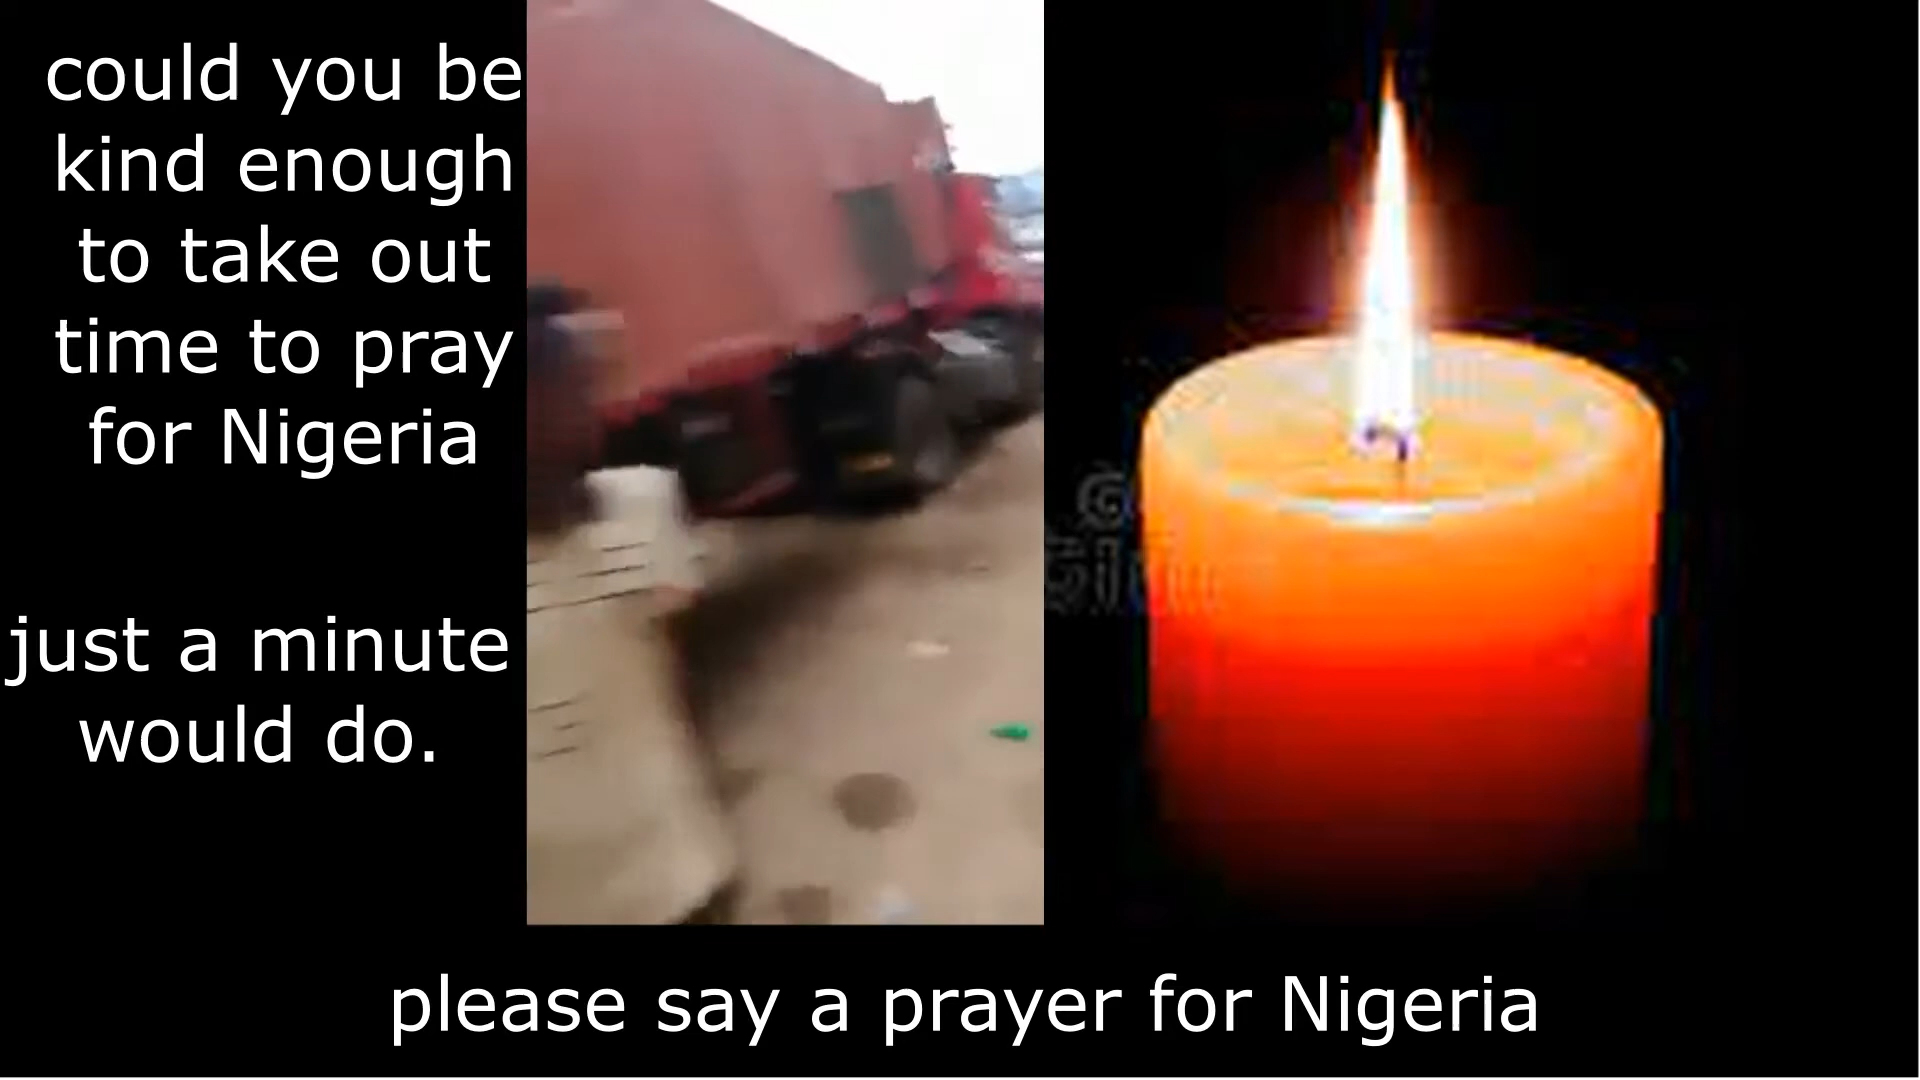 could you be
kind enough
to take out
time to pray
for Nigeria
just a minute
would do.
please say a prayer for Nigeria